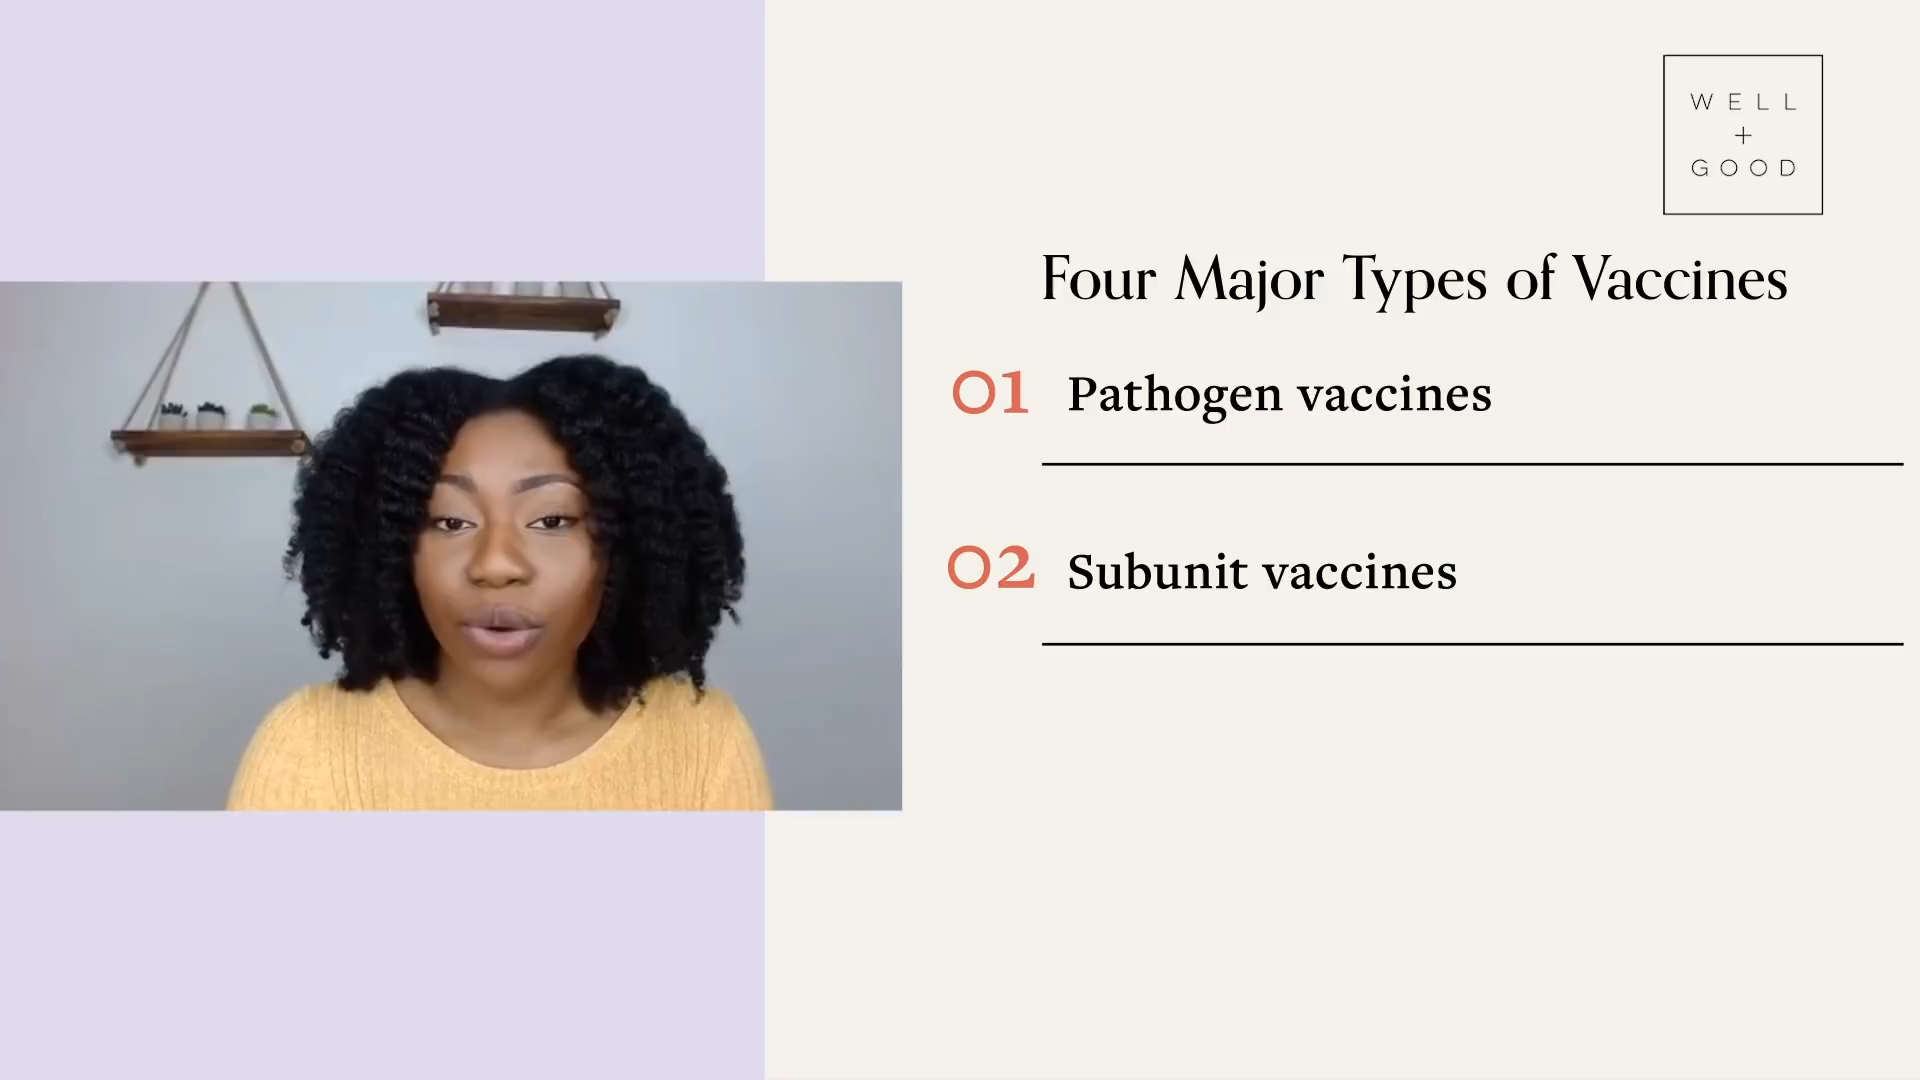 WELL
+
GOOD
Four Major Types of Vaccines
01 Pathogen vaccines
02 Subunit vaccines